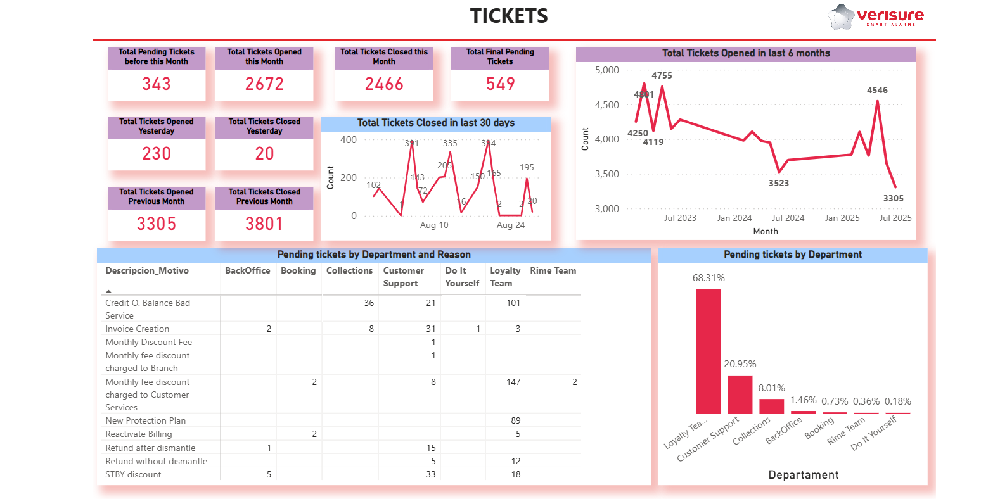 TICKETS
verisure
SMART ALARMS
Total Pending Tickets
before this Month
343
Total Tickets Opened
this Month
2672
Total Tickets Closed this
Month
2466
Total Final Pending
Tickets
549
Total Tickets Opened
Yesterday
230
Total Tickets Closed
Yesterday
20
Total Tickets Opened
Previous Month
3305
Total Tickets Closed
Previous Month
3801
Total Tickets Closed in last 30 days
Count
400
200
0
102
1
391
143
72
205
335
16
150
394
165
2
2
195
20
Aug 10
Aug 24
Total Tickets Opened in last 6 months
Count
5,000
4,500
4,000
3,500
3,000
4250
4801
4119
4755
3523
4546
3305
Jul 2023
Jan 2024
Jul 2024
Jan 2025
Jul 2025
Month
Pending tickets by Department and Reason
Descripcion_Motivo BackOffice Booking Collections Customer Support Do It Yourself Loyalty Team Rime Team
Credit O. Balance Bad
Service 36 21 101
Invoice Creation 2 8 31 1 3
Monthly Discount Fee 1
Monthly fee discount
charged to Branch 1
Monthly fee discount
charged to Customer
Services 2 8 147 2
New Protection Plan 89
Reactivate Billing 2 5
Refund after dismantle 1 15
Refund without dismantle 5 12
STBY discount 5 33 18
Pending tickets by Department
68.31%
20.95%
8.01%
1.46%
0.73%
0.36%
0.18%
Loyalty Tea...
Customer Support
Collections
BackOffice
Booking
Rime Team
Do It Yourself
Departament